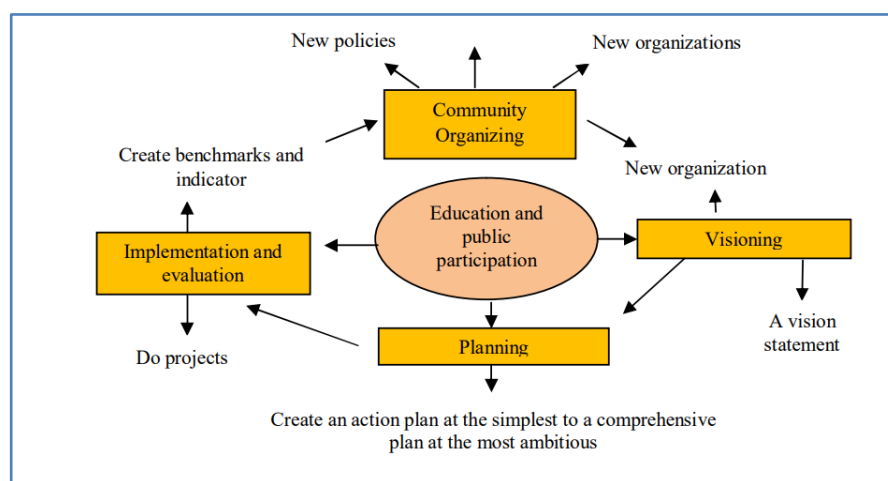 New policies
New organizations
Community
Organizing
Create benchmarks and
indicator
New organization
Education and
public
participation
Implementation and
evaluation
Visioning
A vision
statement
Do projects
Planning
Create an action plan at the simplest to a comprehensive
plan at the most ambitious